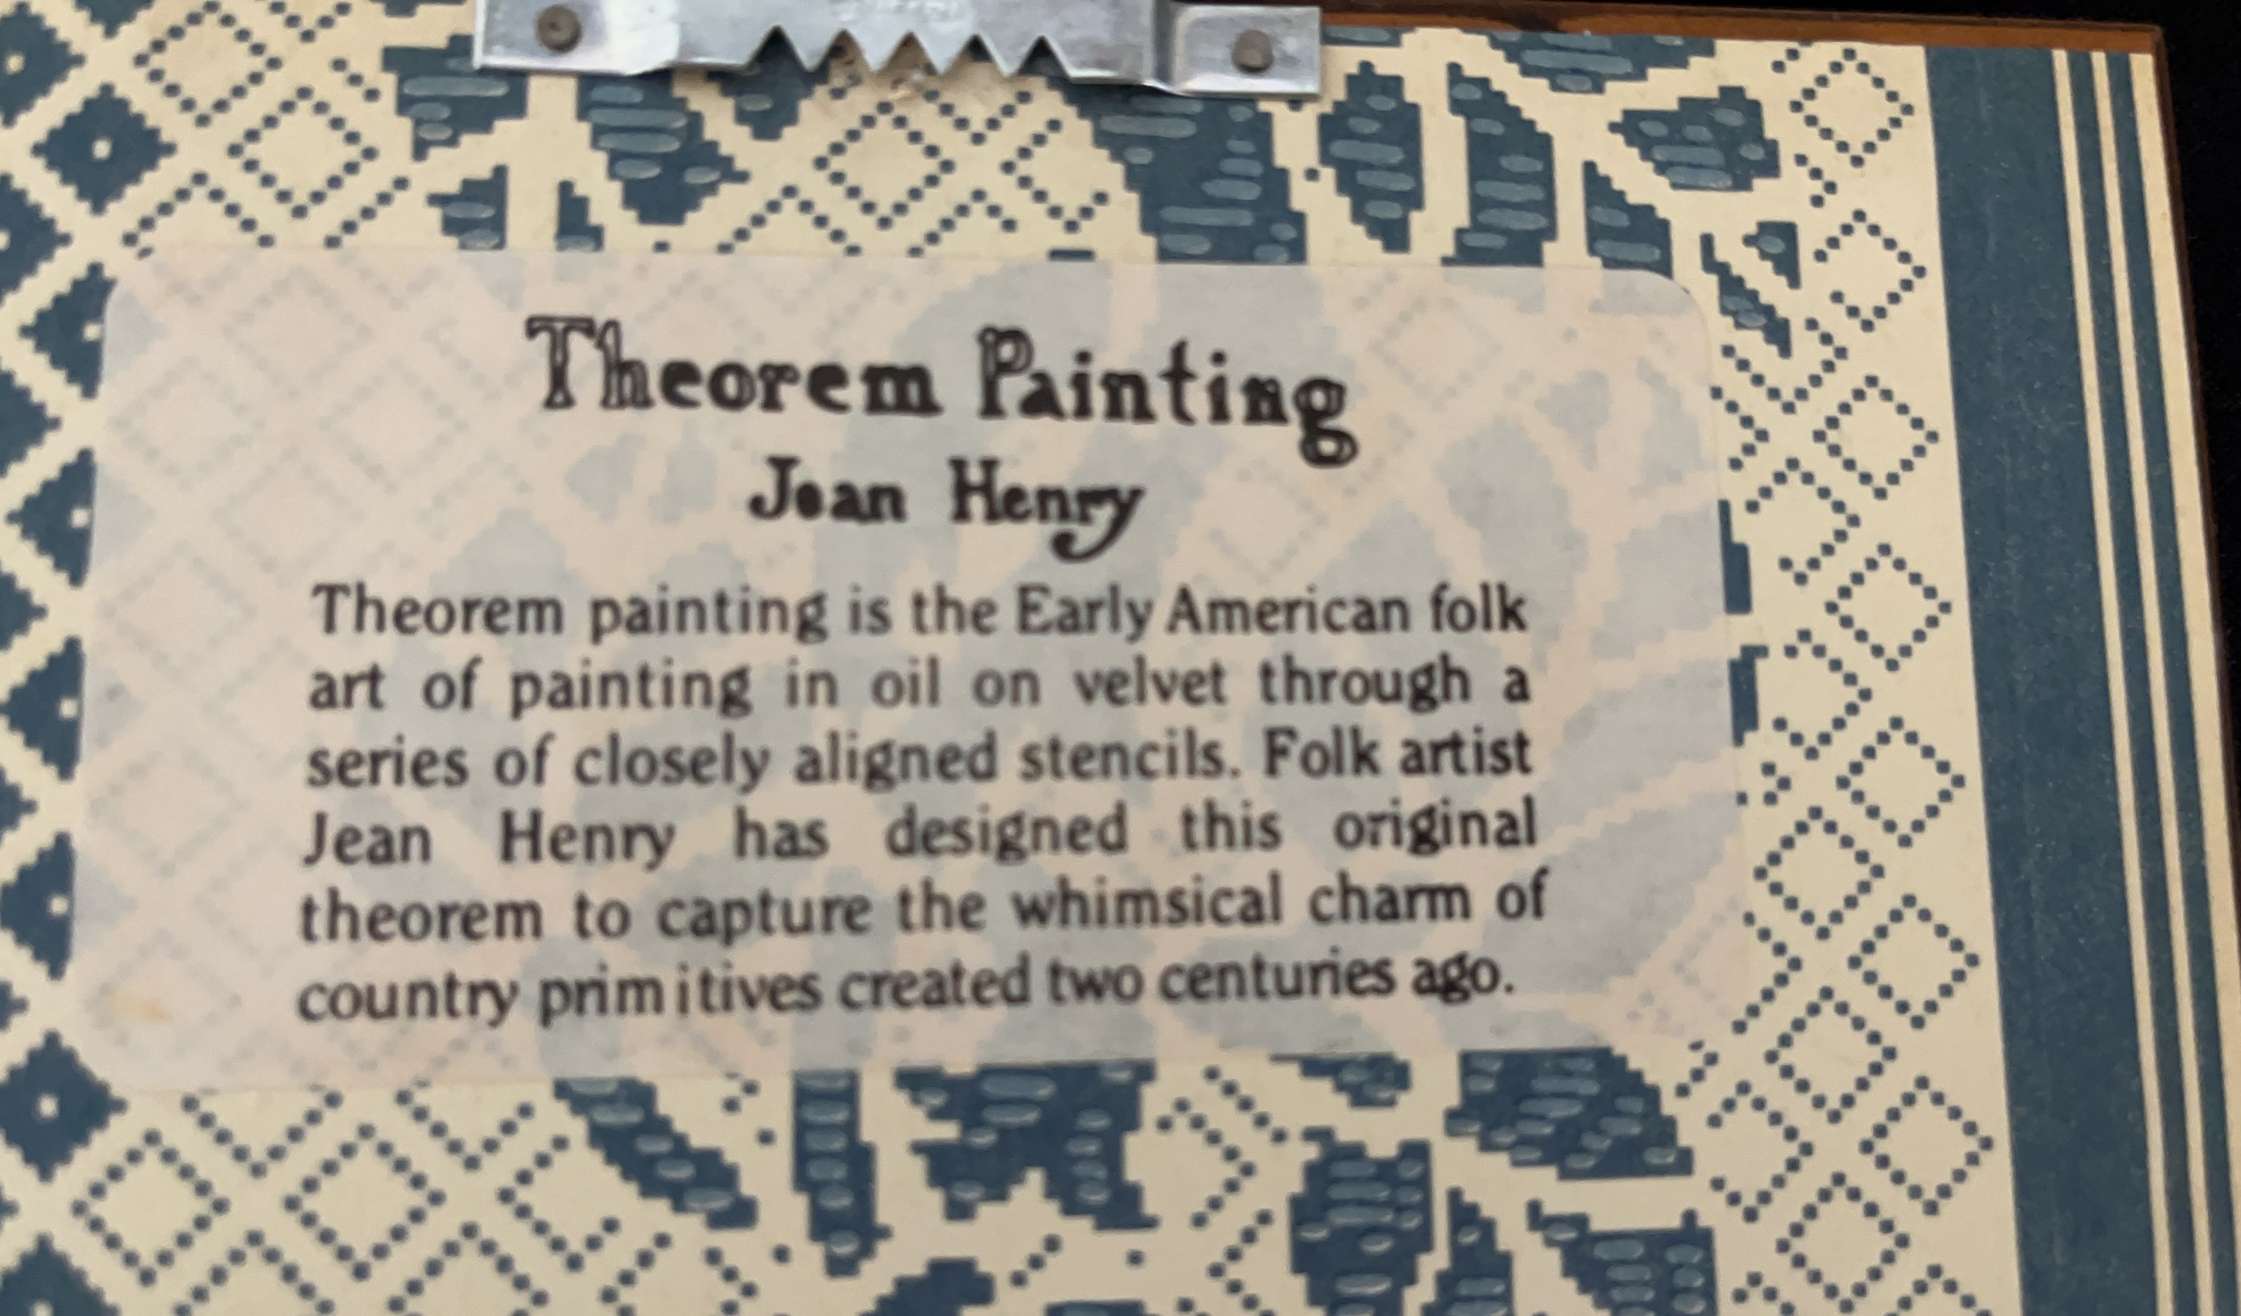 Theorem Painting
Jean Henry
Theorem painting is the Early American folk
art of painting in oil on velvet through a
series of closely aligned stencils. Folk artist
Jean Henry has designed this original
theorem to capture the whimsical charm of
country primitives created two centuries ago.